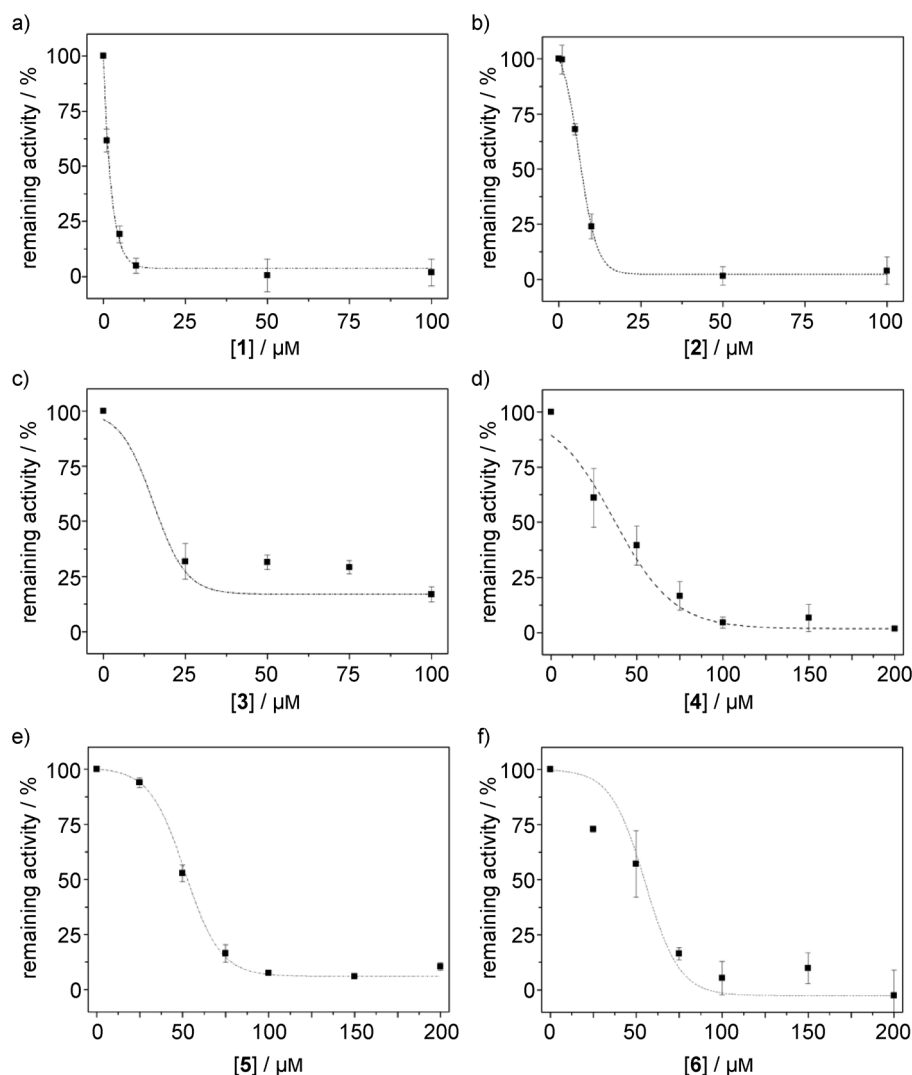 a)
remaining activity / %
100
75
50
25
0
0 25 50 75 100
[1] / µM
b)
remaining activity / %
100
75
50
25
0
0 25 50 75 100
[2] / µM
c)
remaining activity / %
100
75
50
25
0
0 25 50 75 100
[3] / µM
d)
remaining activity / %
100
75
50
25
0
0 50 100 150 200
[4] / µM
e)
remaining activity / %
100
75
50
25
0
0 50 100 150 200
[5] / µM
f)
remaining activity / %
100
75
50
25
0
0 50 100 150 200
[6] / µM